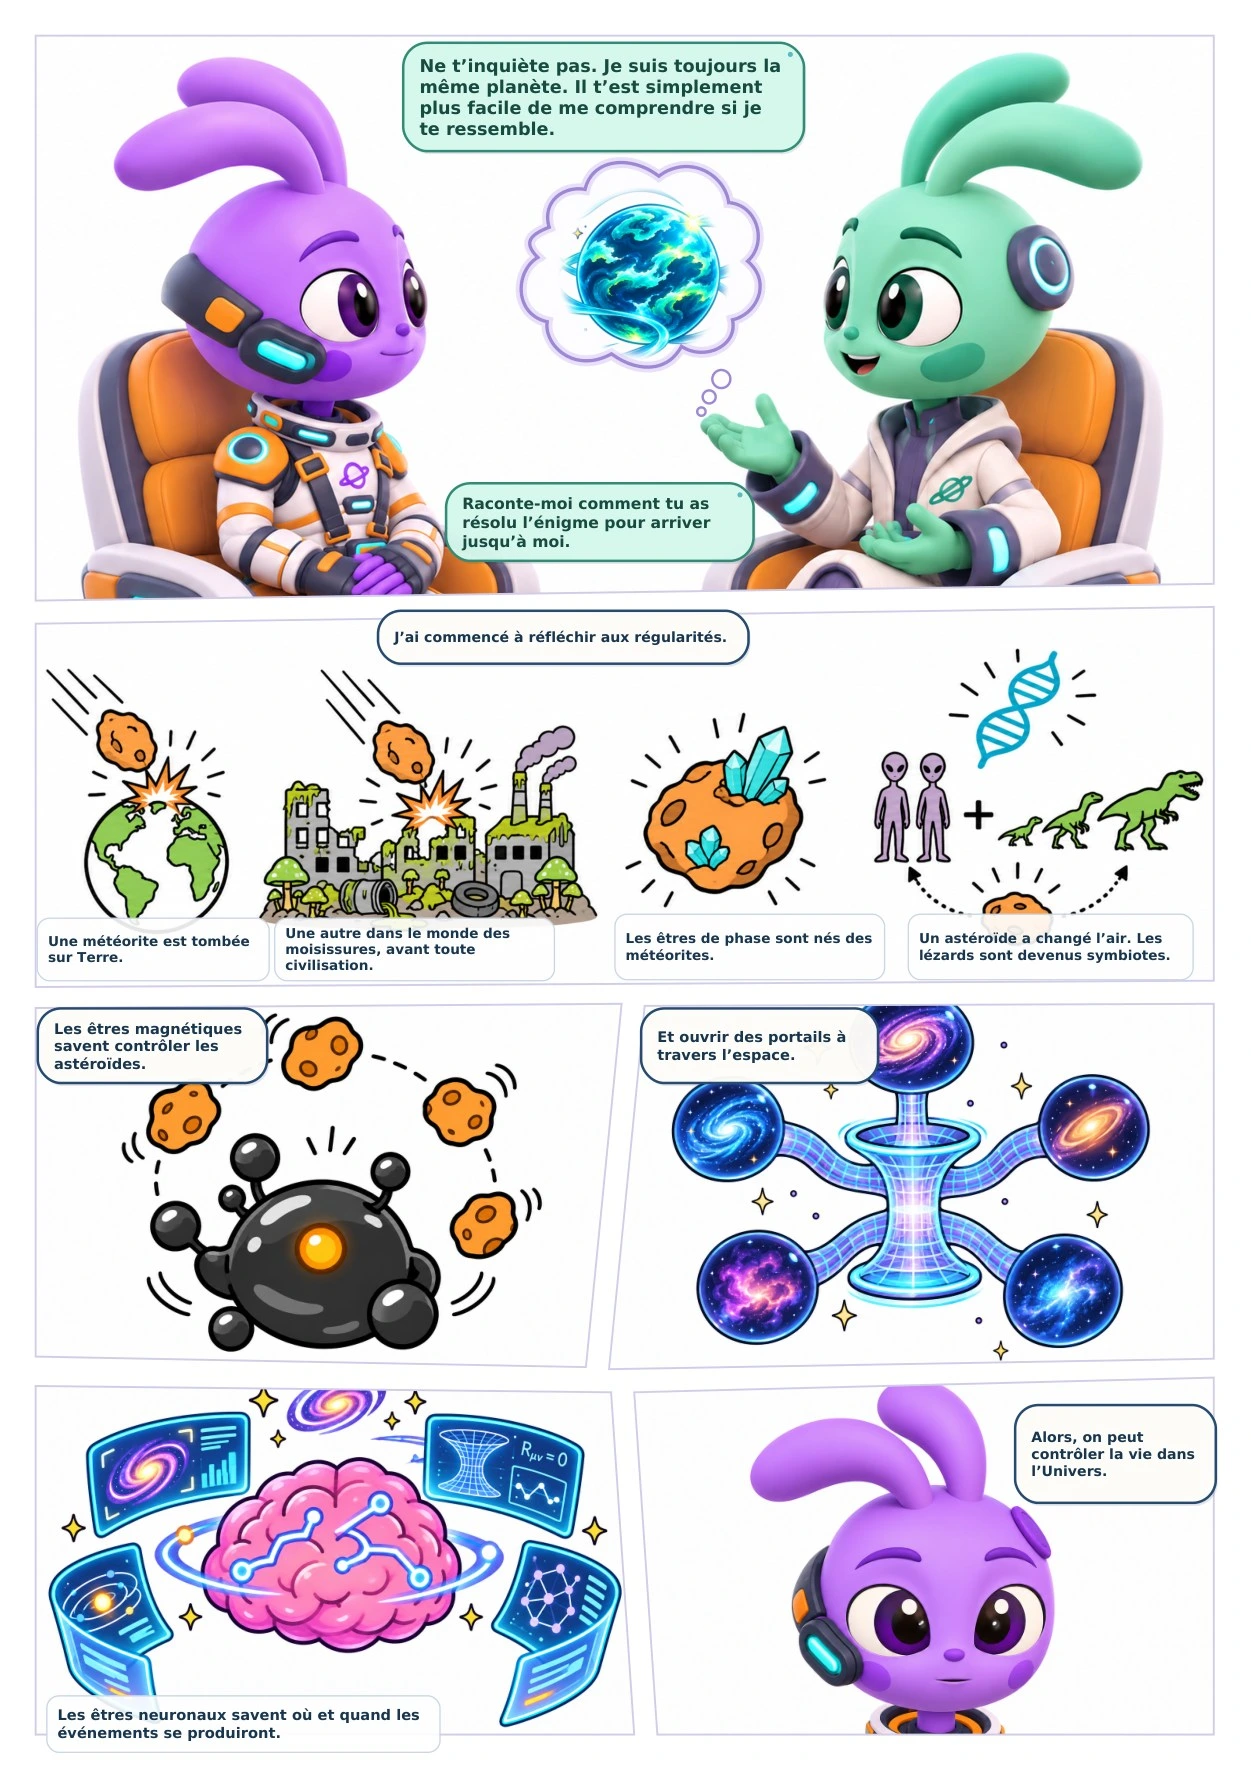 Ne t’inquiète pas. Je suis toujours la
même planète. Il t’est simplement
plus facile de me comprendre si je
te ressemble.
Raconte-moi comment tu as
résolu l’énigme pour arriver
jusqu’à moi.
J’ai commencé à réfléchir aux régularités.
Une météorite est tombée
sur Terre.
Une autre dans le monde des
moisissures, avant toute
civilisation.
Les êtres de phase sont nés des
météorites.
Un astéroïde a changé l’air. Les
lézards sont devenus symbiotes.
Les êtres magnétiques
savent contrôler les
astéroïdes.
Et ouvrir des portails à
travers l’espace.
Rμν = 0
Les êtres neuronaux savent où et quand les
événements se produiront.
Alors, on peut
contrôler la vie dans
l’Univers.